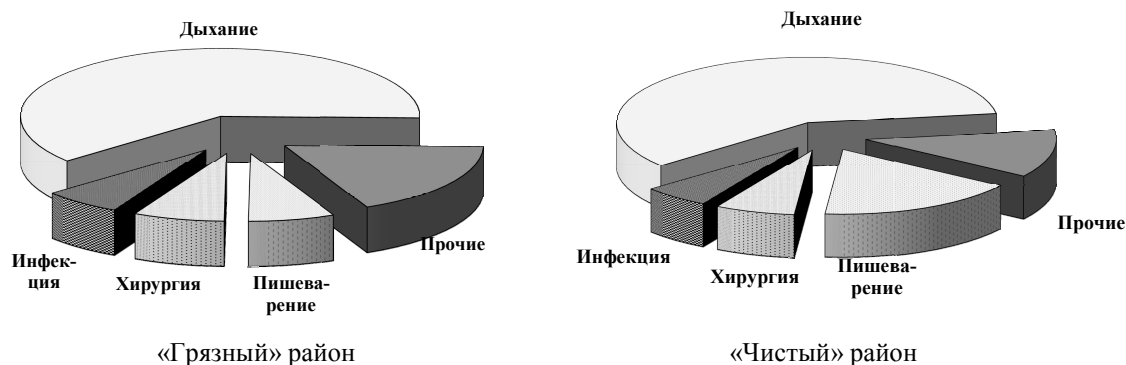 Дыхание
Инфек-
ция
Хирургия
Пишева-
рение
Прочие
«Грязный» район
Дыхание
Инфекция
Хирургия
Пишева-
рение
Прочие
«Чистый» район